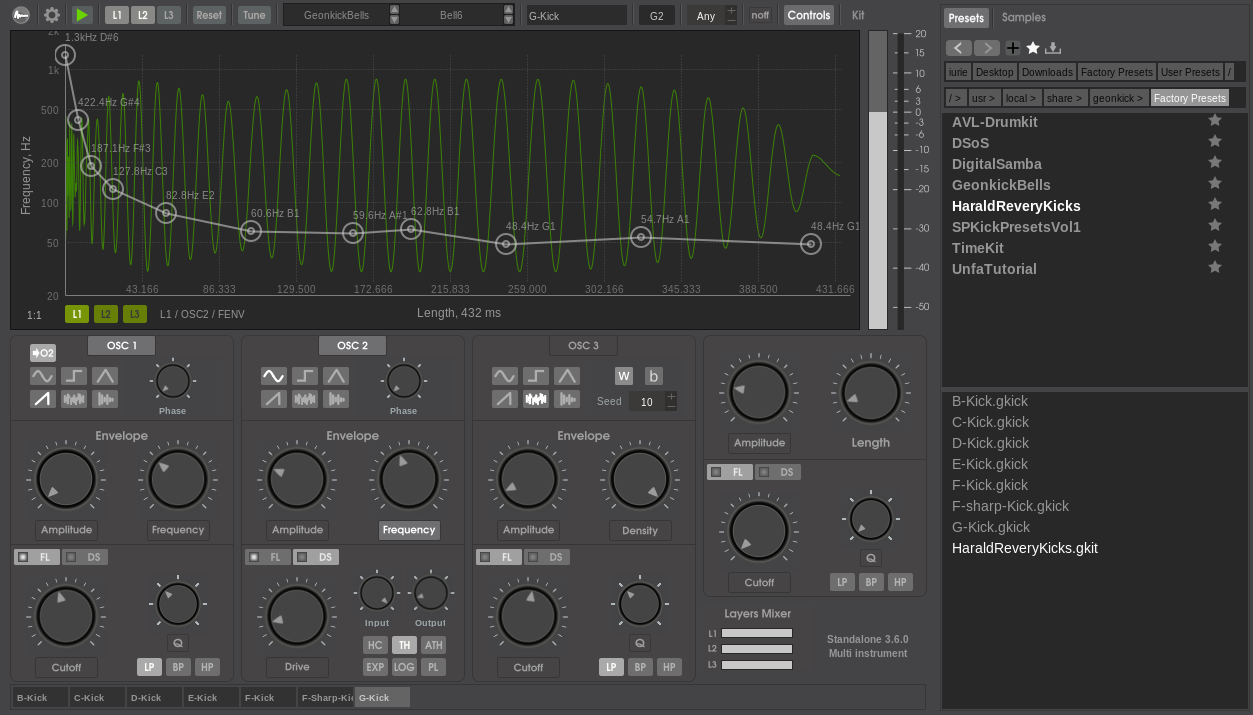 L1 L2 L3 Reset Tune GeonkickBells Bell6 G-Kick G2 Any noff Controls Kit
Presets Samples
iurie Desktop Downloads Factory Presets User Presets /
/ > usr > local > share > geonkick > Factory Presets
AVL-Drumkit
DSoS
DigitalSamba
GeonkickBells
HaraldReveryKicks
SPKickPresetsVol1
TimeKit
UnfaTutorial
B-Kick.gkick
C-Kick.gkick
D-Kick.gkick
E-Kick.gkick
F-Kick.gkick
F-sharp-Kick.gkick
G-Kick.gkick
HaraldReveryKicks.gkit
Frequency, Hz
2k
1k
500
200
100
50
20
1.3kHz D#6
422.4Hz G#4
187.1Hz F#3
127.8Hz C3
82.8Hz E2
60.6Hz B1
59.6Hz A#1
62.8Hz B1
48.4Hz G1
54.7Hz A1
48.4Hz G1
43.166 86.333 129.500 172.666 215.833 259.000 302.166 345.333 388.500 431.666
1:1 L1 L2 L3 L1 / OSC2 / FENV Length, 432 ms
20
15
10
6
3
0
-3
-6
-10
-15
-20
-30
-40
-50
OSC 1
O2
Phase
Envelope
Amplitude Frequency
FL DS
Cutoff
Q
LP BP HP
OSC 2
Phase
Envelope
Amplitude Frequency
FL DS
Input Output
HC TH ATH
Drive EXP LOG PL
OSC 3
W b
Seed 10
Envelope
Amplitude Density
FL DS
Cutoff
Q
LP BP HP
Amplitude Length
FL DS
Cutoff
Q
LP BP HP
Layers Mixer
L1
L2
L3
Standalone 3.6.0
Multi instrument
B-Kick C-Kick D-Kick E-Kick F-Kick F-Sharp-Kic G-Kick